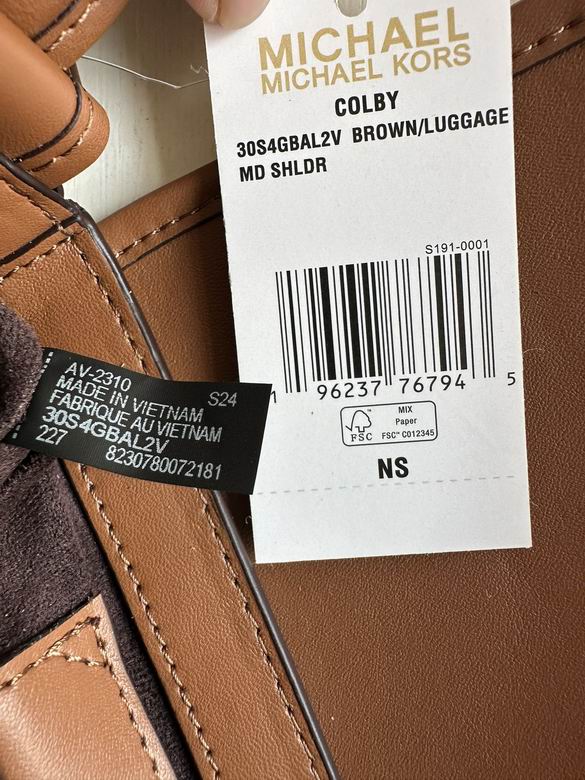 MICHAEL
MICHAEL KORS
COLBY
30S4GBAL2V BROWN/LUGGAGE
MD SHLDR
S191-0001
1 96237 76794 5
FSC
MIX
Paper
FSC™ C012345
NS
AV-2310 S24
MADE IN VIETNAM
FABRIQUE AU VIETNAM
30S4GBAL2V
227 8230780072181